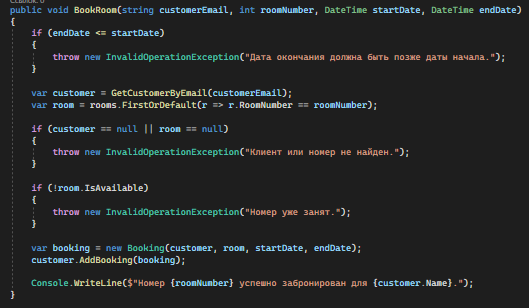 Ссылок: 0
public void BookRoom(string customerEmail, int roomNumber, DateTime startDate, DateTime endDate)
{
if (endDate <= startDate)
{
throw new InvalidOperationException("Дата окончания должна быть позже даты начала.");
}
var customer = GetCustomerByEmail(customerEmail);
var room = rooms.FirstOrDefault(r => r.RoomNumber == roomNumber);
if (customer == null || room == null)
{
throw new InvalidOperationException("Клиент или номер не найден.");
}
if (!room.IsAvailable)
{
throw new InvalidOperationException("Номер уже занят.");
}
var booking = new Booking(customer, room, startDate, endDate);
customer.AddBooking(booking);
Console.WriteLine($"Номер {roomNumber} успешно забронирован для {customer.Name}.");
}